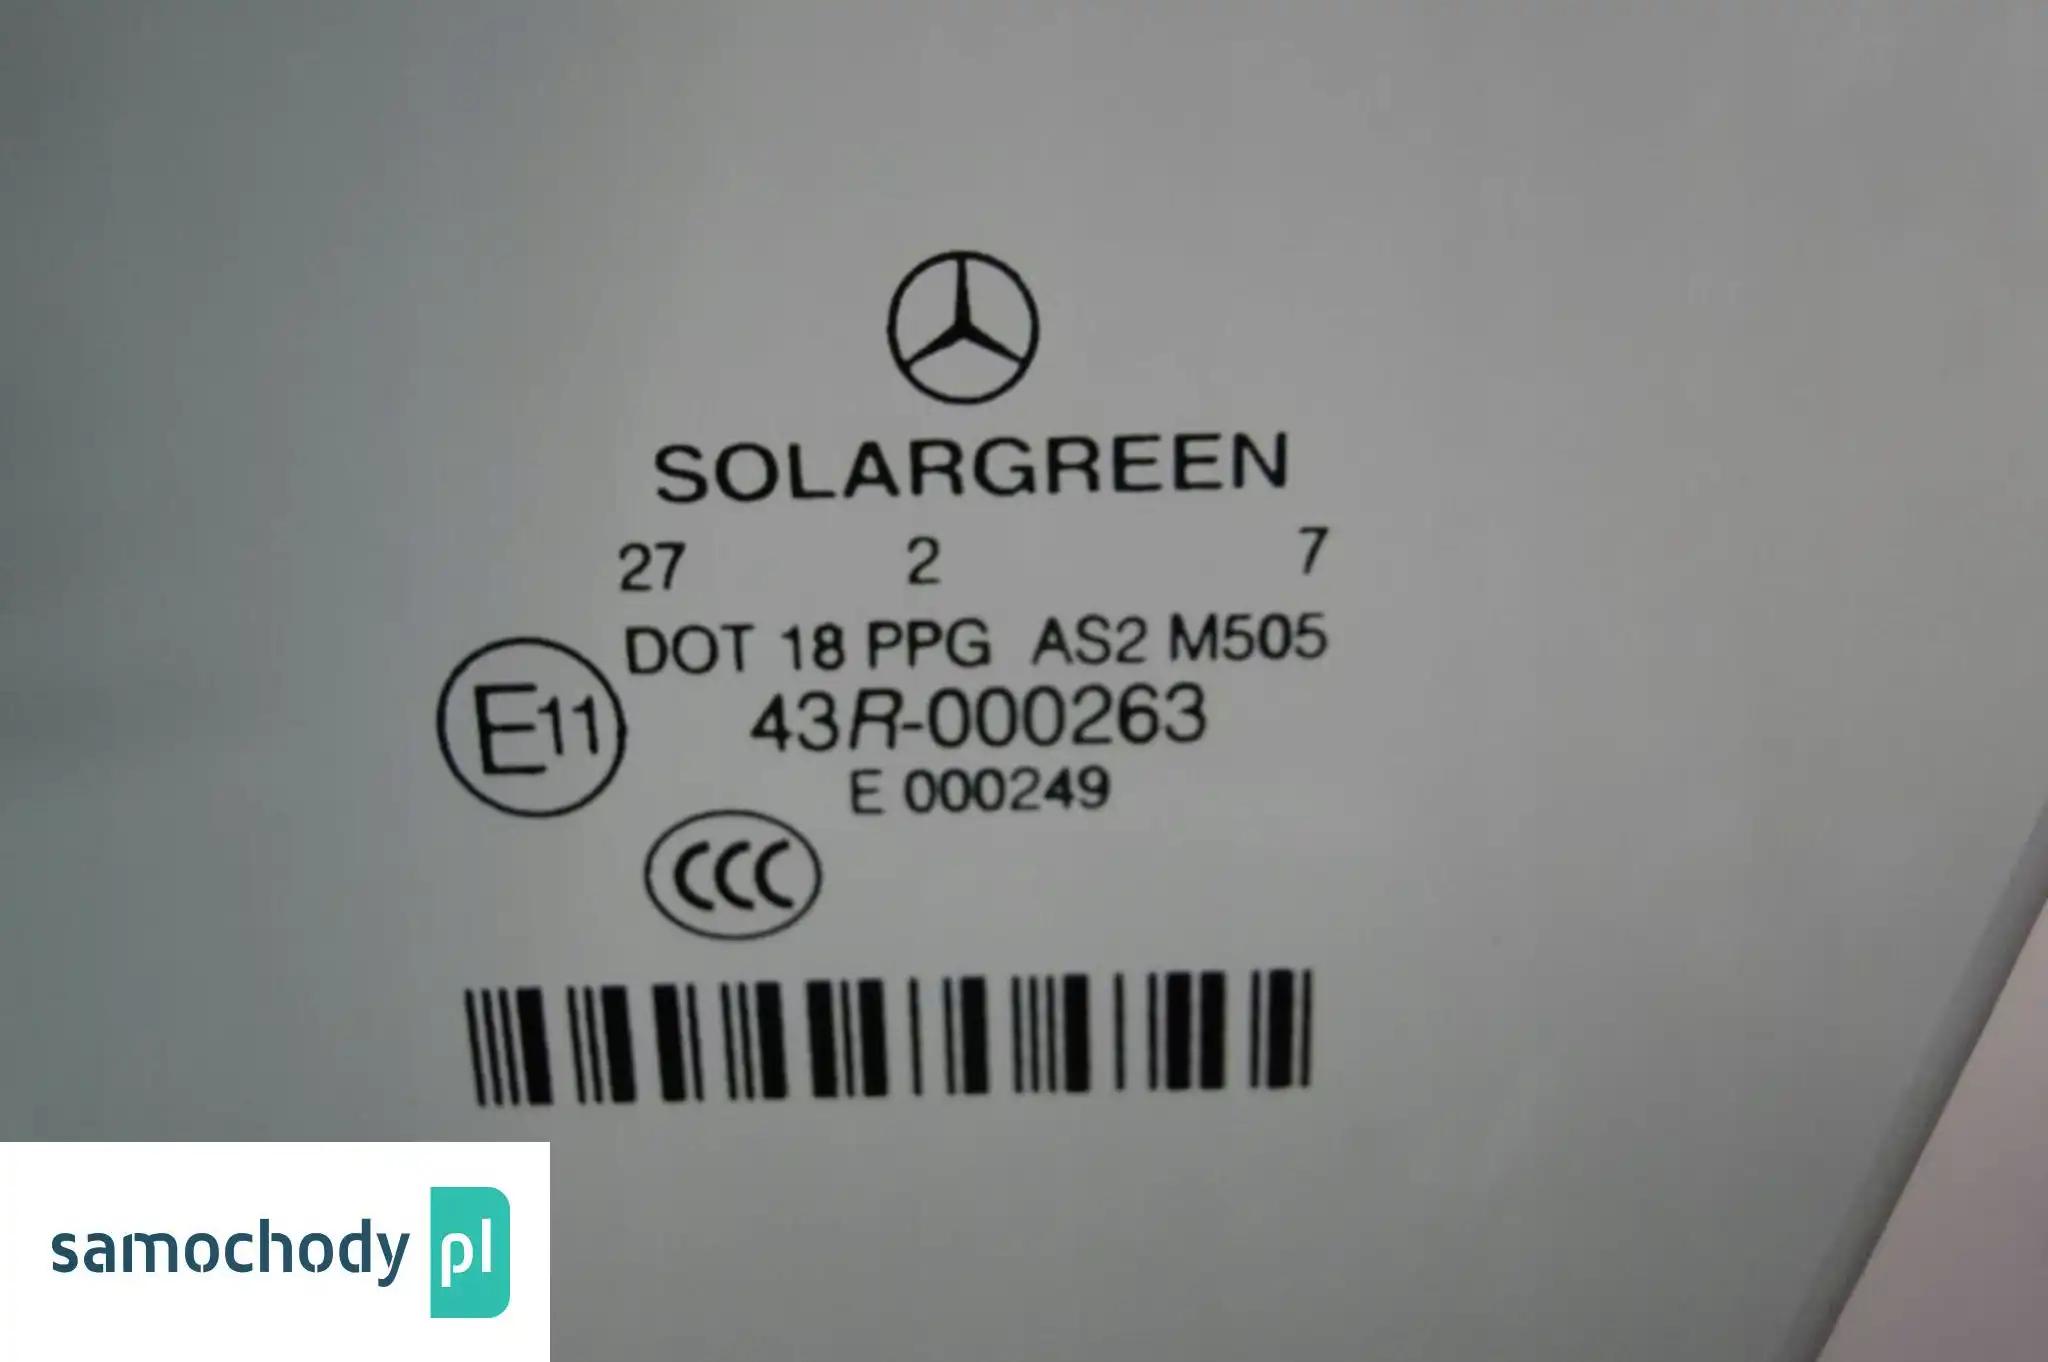 SOLARGREEN
27 2 7
DOT 18 PPG AS2 M505
E11 43R-000263
E 000249
CCC
samochody pl